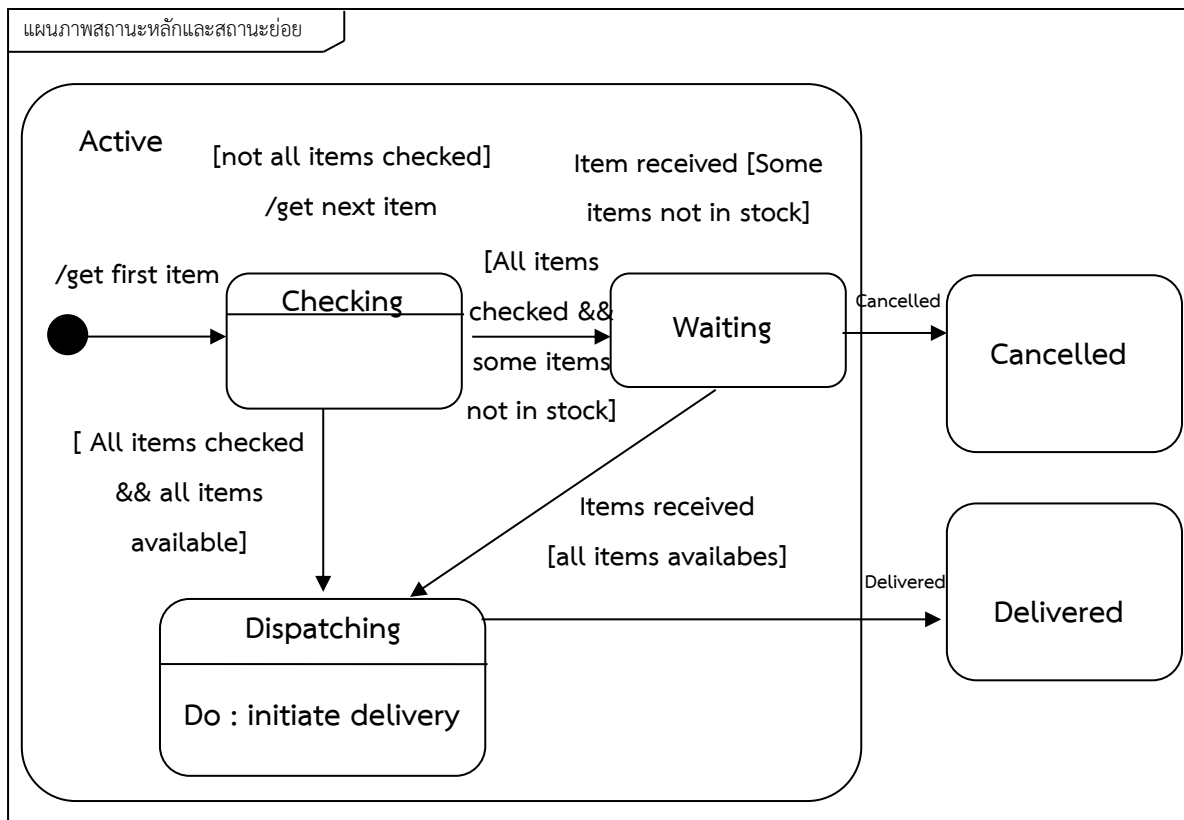 แผนภาพสถานะหลักและสถานะย่อย
Active
[not all items checked]
/get next item
Item received [Some
items not in stock]
/get first item
Checking
[All items
checked &&
some items
not in stock]
Waiting
Cancelled
Cancelled
[ All items checked
&& all items
available]
Items received
[all items availabes]
Delivered
Delivered
Dispatching
Do : initiate delivery